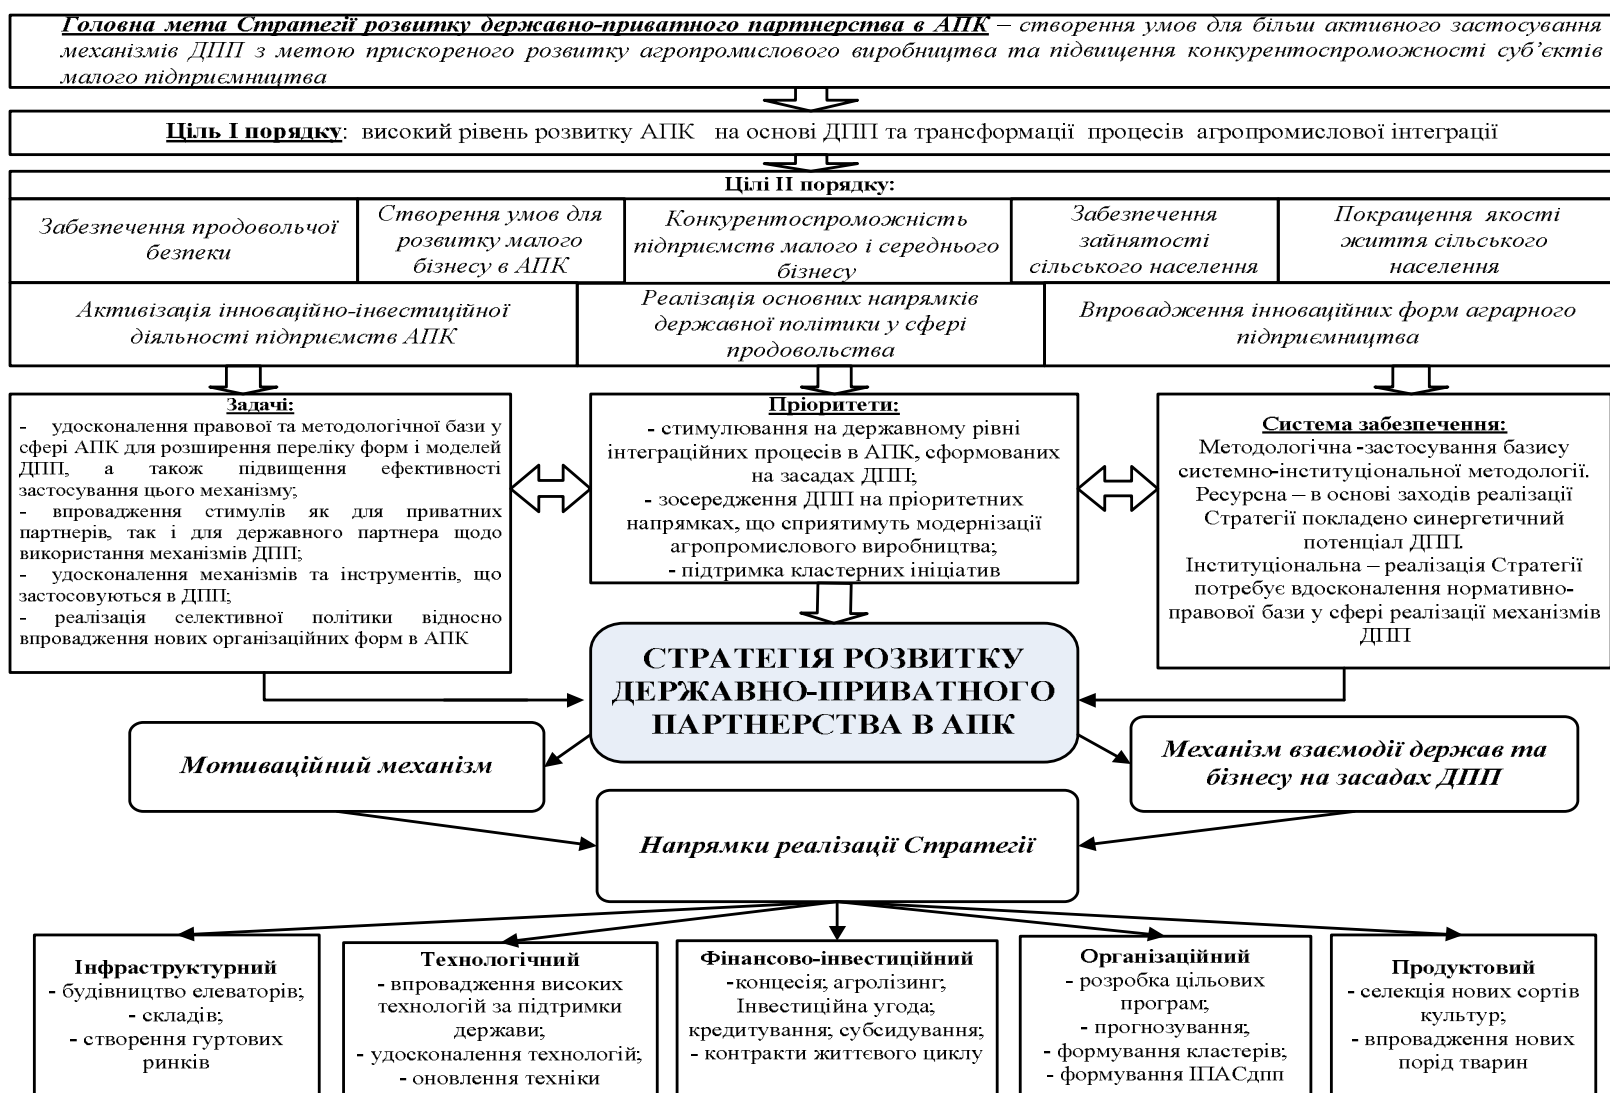 Головна мета Стратегії розвитку державно-приватного партнерства в АПК – створення умов для більш активного застосування
механізмів ДПП з метою прискореного розвитку агропромислового виробництва та підвищення конкурентоспроможності суб’єктів
малого підприємництва
Ціль І порядку: високий рівень розвитку АПК на основі ДПП та трансформації процесів агропромислової інтеграції
Цілі ІІ порядку:
Забезпечення продовольчої
безпеки
Створення умов для
розвитку малого
бізнесу в АПК
Конкурентоспроможність
підприємств малого і середнього
бізнесу
Забезпечення
зайнятості
сільського населення
Покращення якості
життя сільського
населення
Активізація інноваційно-інвестиційної
діяльності підприємств АПК
Реалізація основних напрямків
державної політики у сфері
продовольства
Впровадження інноваційних форм аграрного
підприємництва
Задачі:
- удосконалення правової та методологічної бази у
сфері АПК для розширення переліку форм і моделей
ДПП, а також підвищення ефективності
застосування цього механізму;
- впровадження стимулів як для приватних
партнерів, так і для державного партнера щодо
використання механізмів ДПП;
- удосконалення механізмів та інструментів, що
застосовуються в ДПП;
- реалізація селективної політики відносно
впровадження нових організаційних форм в АПК
Пріоритети:
- стимулювання на державному рівні
інтеграційних процесів в АПК, сформованих
на засадах ДПП;
- зосередження ДПП на пріоритетних
напрямках, що сприятимуть модернізації
агропромислового виробництва;
- підтримка кластерних ініціатив
Система забезпечення:
Методологічна -застосування базису
системно-інституціональної методології.
Ресурсна – в основі заходів реалізації
Стратегії покладено синергетичний
потенціал ДПП.
Інституціональна – реалізація Стратегії
потребує вдосконалення нормативно-
правової бази у сфері реалізації механізмів
ДПП
СТРАТЕГІЯ РОЗВИТКУ
ДЕРЖАВНО-ПРИВАТНОГО
ПАРТНЕРСТВА В АПК
Мотиваційний механізм
Механізм взаємодії держав та
бізнесу на засадах ДПП
Напрямки реалізації Стратегії
Інфраструктурний
- будівництво елеваторів;
- складів;
- створення гуртових
ринків
Технологічний
- впровадження високих
технологій за підтримки
держави;
- удосконалення технологій;
- оновлення техніки
Фінансово-інвестиційний
-концесія; агролізинг;
Інвестиційна угода;
кредитування; субсидування;
- контракти життєвого циклу
Організаційний
- розробка цільових
програм;
- прогнозування;
- формування кластерів;
- формування ІПАСдпп
Продуктовий
- селекція нових сортів
культур;
- впровадження нових
порід тварин